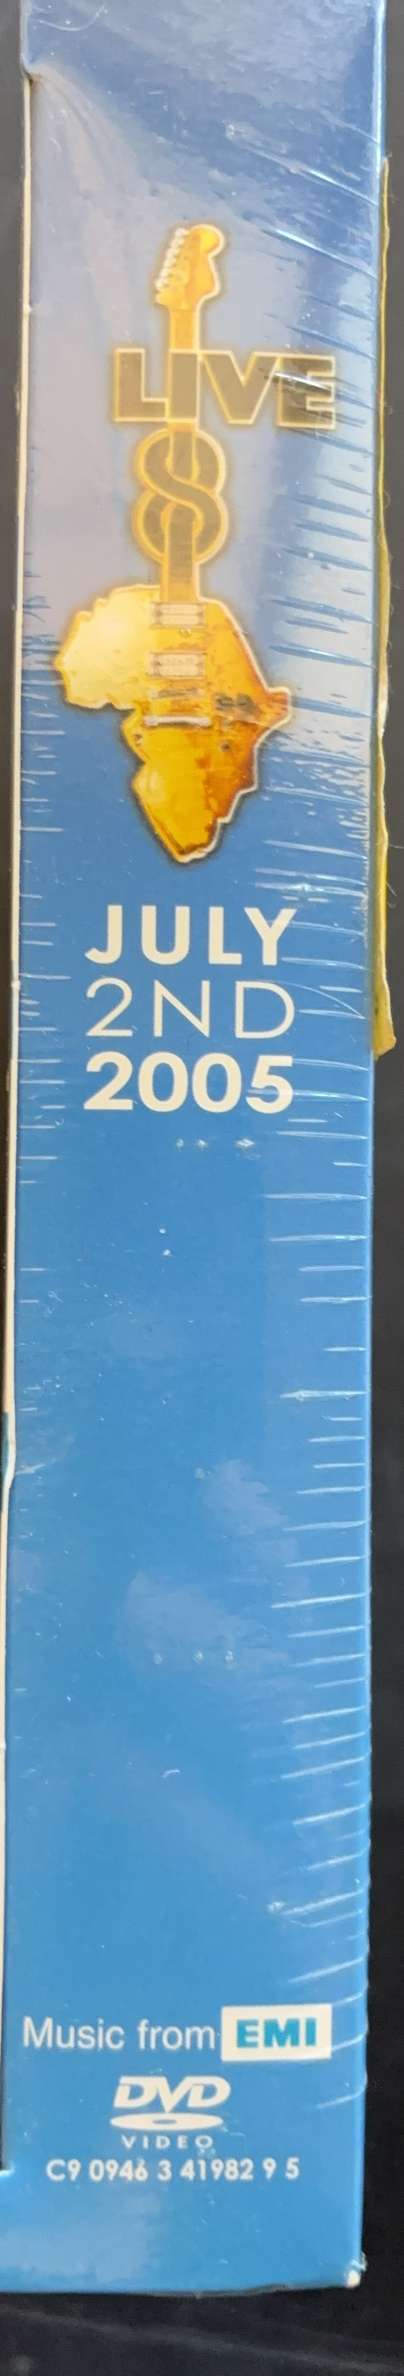 LIVE
8
JULY
2ND
2005
Music from EMI
DVD
VIDEO
C9 0946 3 41982 9 5